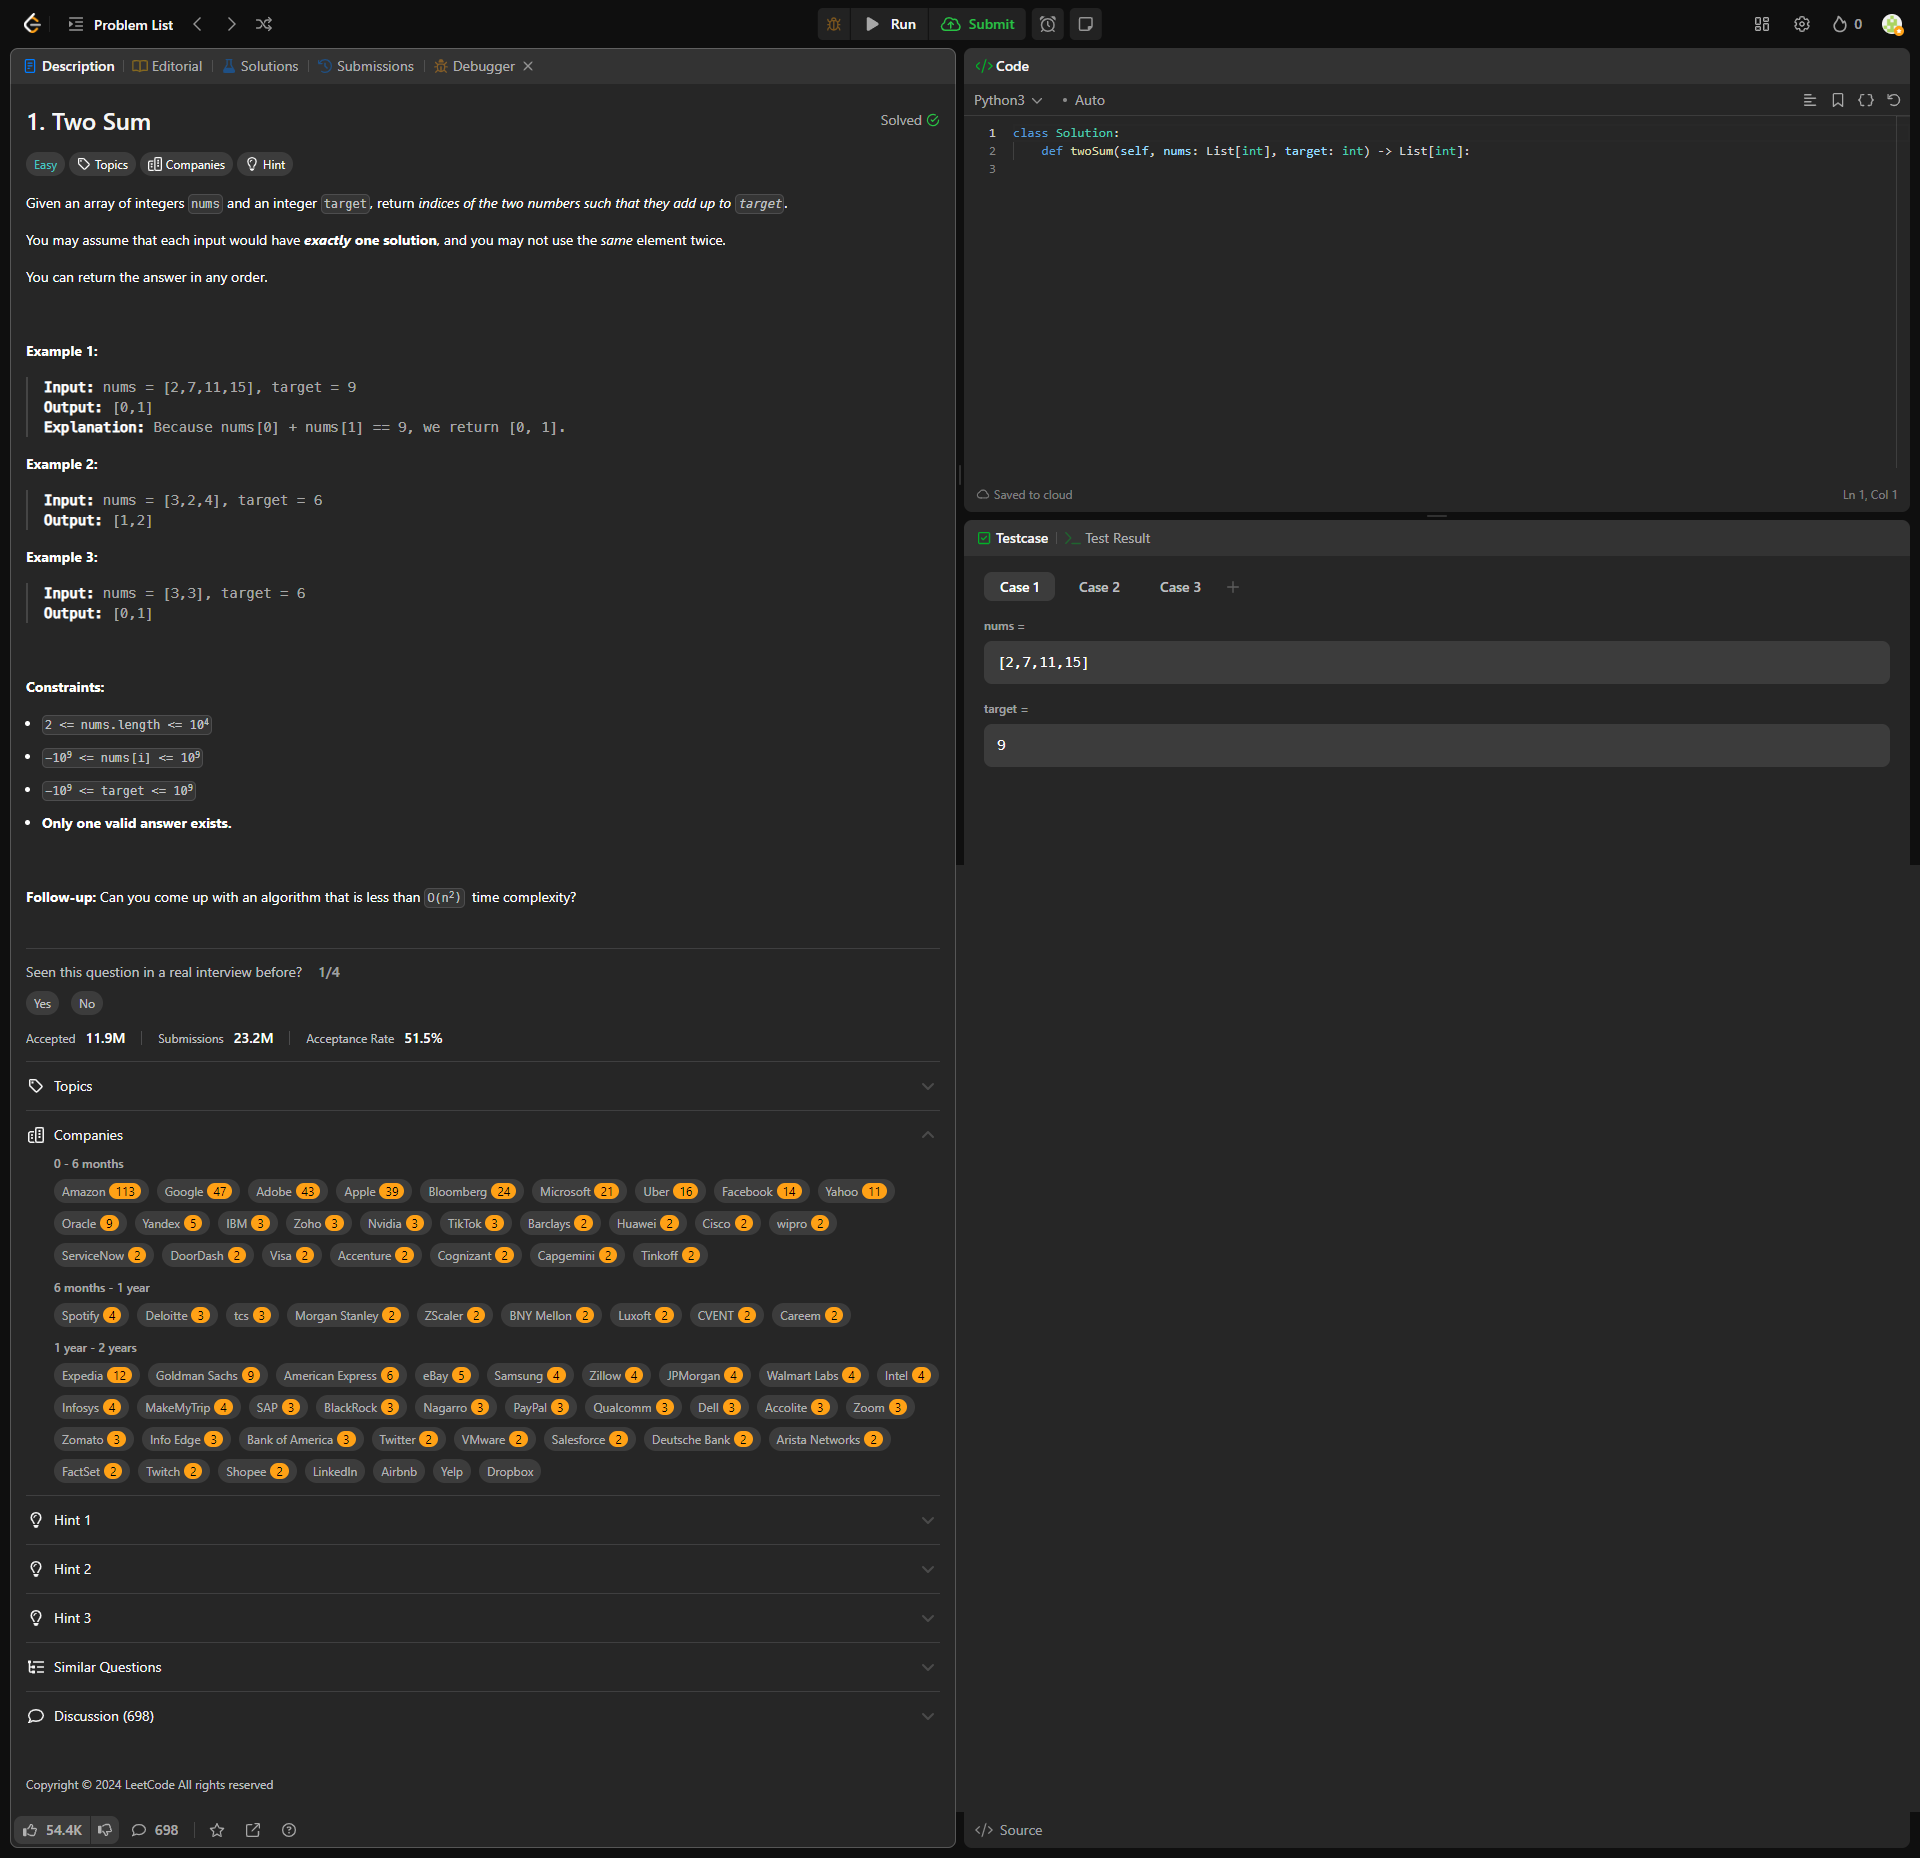 Problem List
Run
Submit
0
Description
Editorial
Solutions
Submissions
Debugger
1. Two Sum
Solved
Easy
Topics
Companies
Hint
Given an array of integers nums and an integer target, return indices of the two numbers such that they add up to target.
You may assume that each input would have exactly one solution, and you may not use the same element twice.
You can return the answer in any order.
Example 1:
Input: nums = [2,7,11,15], target = 9
Output: [0,1]
Explanation: Because nums[0] + nums[1] == 9, we return [0, 1].
Example 2:
Input: nums = [3,2,4], target = 6
Output: [1,2]
Example 3:
Input: nums = [3,3], target = 6
Output: [0,1]
Constraints:
• 2 <= nums.length <= 10⁴
• -10⁹ <= nums[i] <= 10⁹
• -10⁹ <= target <= 10⁹
• Only one valid answer exists.
Follow-up: Can you come up with an algorithm that is less than O(n²) time complexity?
Seen this question in a real interview before? 1/4
Yes No
Accepted 11.9M Submissions 23.2M Acceptance Rate 51.5%
Topics
Companies
0 - 6 months
Amazon 113 Google 47 Adobe 43 Apple 39 Bloomberg 24 Microsoft 21 Uber 16 Facebook 14 Yahoo 11
Oracle 9 Yandex 5 IBM 3 Zoho 3 Nvidia 3 TikTok 3 Barclays 2 Huawei 2 Cisco 2 wipro 2
ServiceNow 2 DoorDash 2 Visa 2 Accenture 2 Cognizant 2 Capgemini 2 Tinkoff 2
6 months - 1 year
Spotify 4 Deloitte 3 tcs 3 Morgan Stanley 2 ZScaler 2 BNY Mellon 2 Luxoft 2 CVENT 2 Careem 2
1 year - 2 years
Expedia 12 Goldman Sachs 9 American Express 6 eBay 5 Samsung 4 Zillow 4 JPMorgan 4 Walmart Labs 4 Intel 4
Infosys 4 MakeMyTrip 4 SAP 3 BlackRock 3 Nagarro 3 PayPal 3 Qualcomm 3 Dell 3 Accolite 3 Zoom 3
Zomato 3 Info Edge 3 Bank of America 3 Twitter 2 VMware 2 Salesforce 2 Deutsche Bank 2 Arista Networks 2
FactSet 2 Twitch 2 Shopee 2 LinkedIn Airbnb Yelp Dropbox
Hint 1
Hint 2
Hint 3
Similar Questions
Discussion (698)
Copyright © 2024 LeetCode All rights reserved
54.4K 698
</> Code
Python3 • Auto
1 class Solution:
2 def twoSum(self, nums: List[int], target: int) -> List[int]:
3
Saved to cloud
Ln 1, Col 1
Testcase
Test Result
Case 1 Case 2 Case 3 +
nums =
[2,7,11,15]
target =
9
</> Source